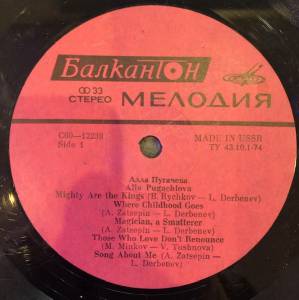 Балкантон
33
СТЕРЕО
МЕЛОДИЯ
C60—12239
Side 1
MADE IN USSR
ТУ 43.10.1-74
Алла Пугачева
Alla Pugachiova
Mighty Are the Kings (B. Rychkov — L. Derbenev)
Where Childhood Goes
(A. Zatsepin — L. Derbenev)
Magician, a Smatterer
(A. Zatsepin — L. Derbenev)
Those Who Love Don't Renounce
(M. Minkov — V. Tushnova)
Song About Me (A. Zatsepin —
L. Derbenev)